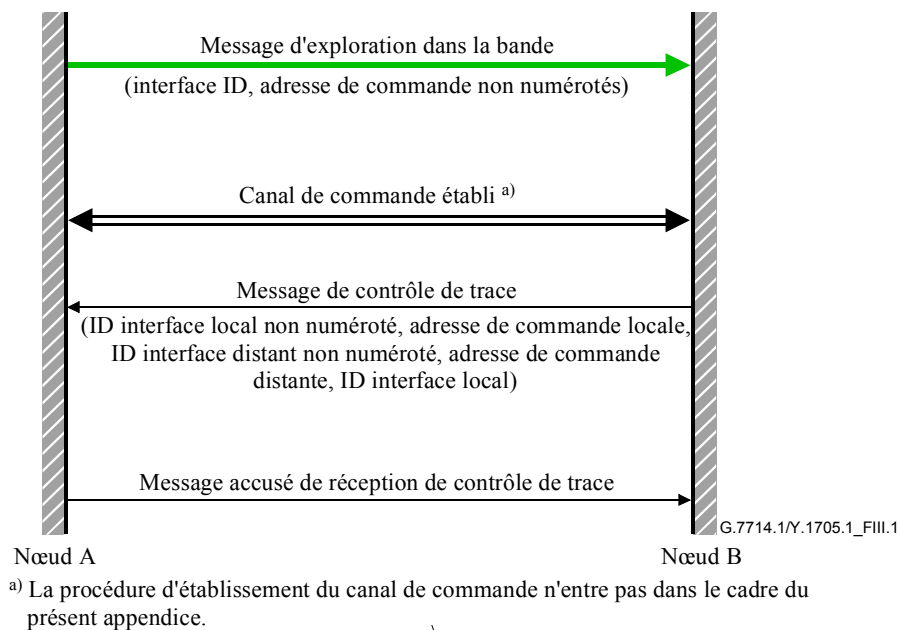 Message d'exploration dans la bande
(interface ID, adresse de commande non numérotés)
Canal de commande établi a)
Message de contrôle de trace
(ID interface local non numéroté, adresse de commande locale,
ID interface distant non numéroté, adresse de commande
distante, ID interface local)
Message accusé de réception de contrôle de trace
G.7714.1/Y.1705.1_FIII.1
Nœud A
Nœud B
a) La procédure d'établissement du canal de commande n'entre pas dans le cadre du
présent appendice.